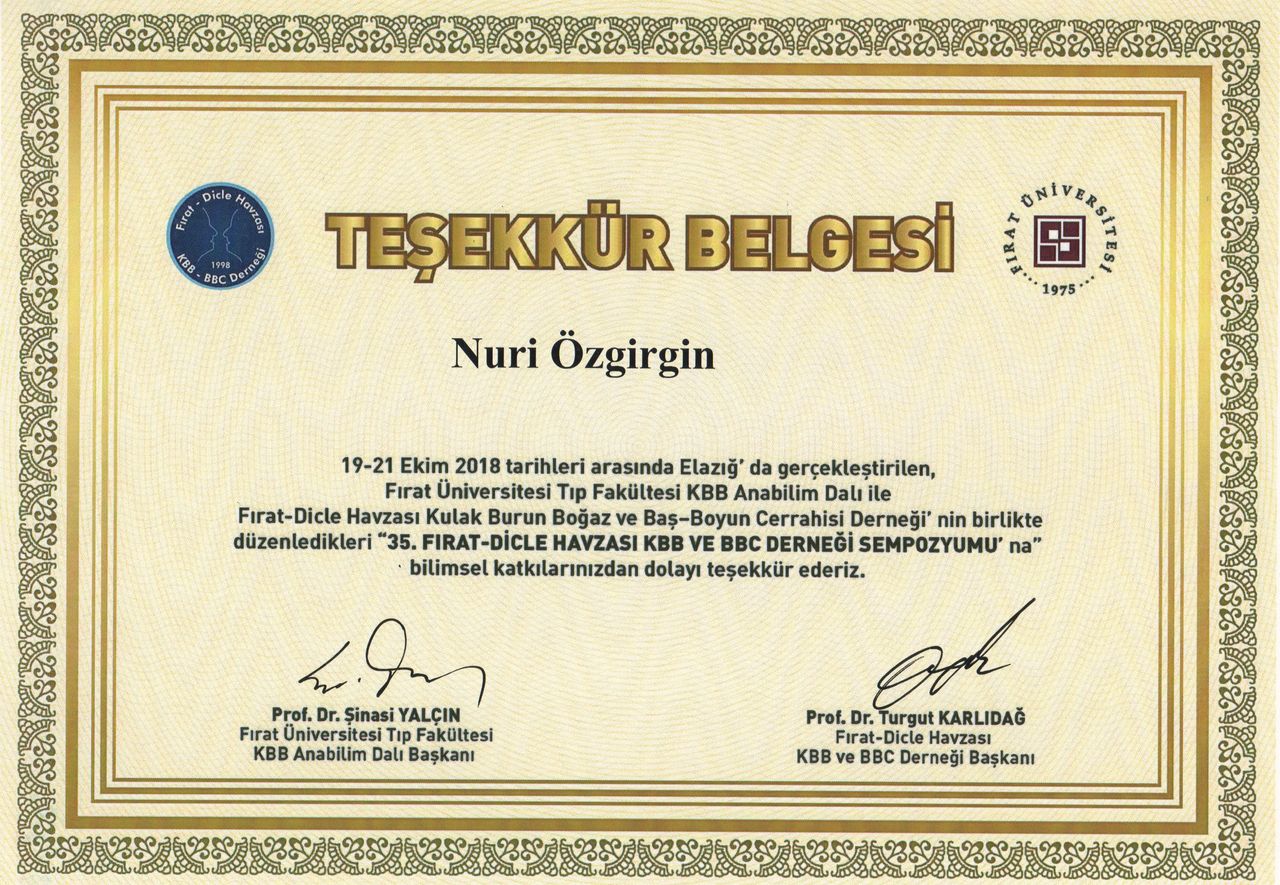 Fırat - Dicle Havzası
1998
KBB - BBC Derneği
TEŞEKKÜR BELGESİ
FIRAT ÜNİVERSİTESİ
1975
Nuri Özgirgin
19-21 Ekim 2018 tarihleri arasında Elazığ' da gerçekleştirilen,
Fırat Üniversitesi Tıp Fakültesi KBB Anabilim Dalı ile
Fırat-Dicle Havzası Kulak Burun Boğaz ve Baş–Boyun Cerrahisi Derneği' nin birlikte
düzenledikleri "35. FIRAT-DİCLE HAVZASI KBB VE BBC DERNEĞİ SEMPOZYUMU' na"
bilimsel katkılarınızdan dolayı teşekkür ederiz.
Prof. Dr. Şinasi YALÇIN
Fırat Üniversitesi Tıp Fakültesi
KBB Anabilim Dalı Başkanı
Prof. Dr. Turgut KARLIDAĞ
Fırat-Dicle Havzası
KBB ve BBC Derneği Başkanı